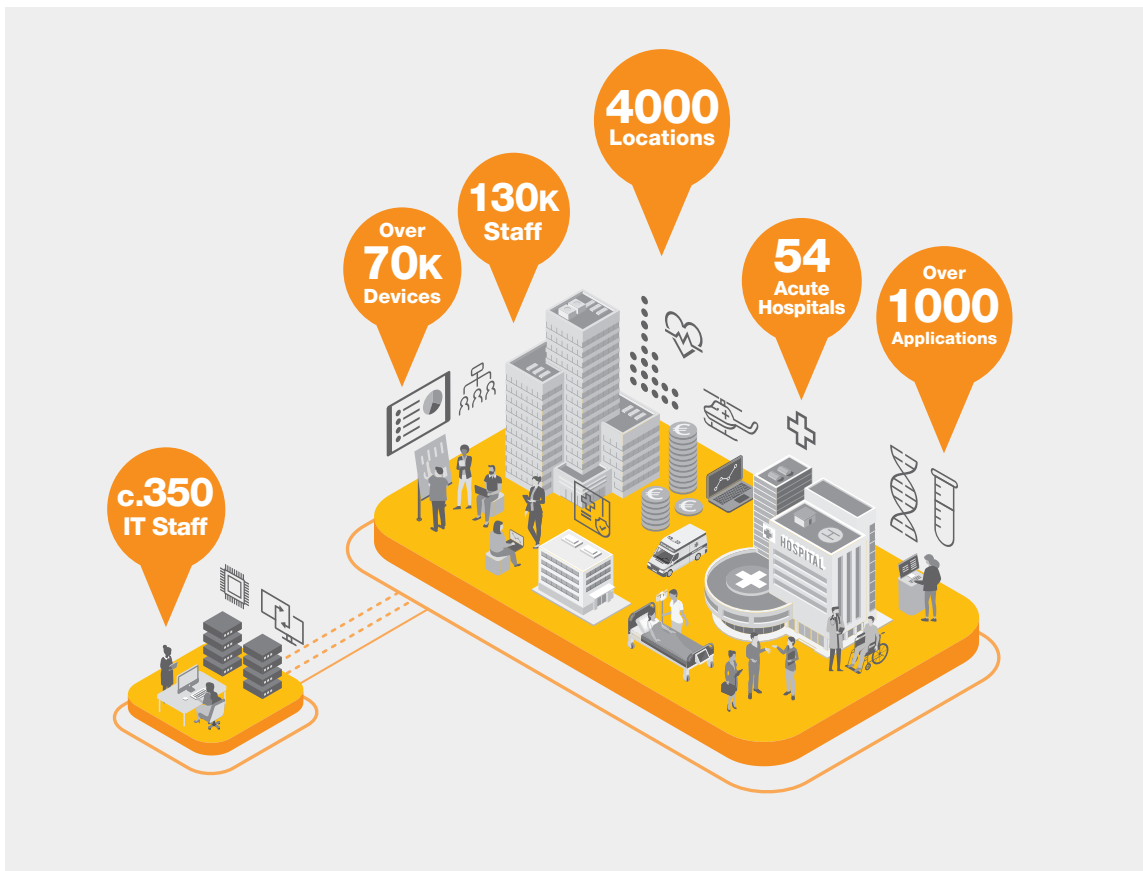 4000
Locations
130K
Staff
Over
70K
Devices
54
Acute
Hospitals
Over
1000
Applications
c.350
IT Staff
HOSPITAL